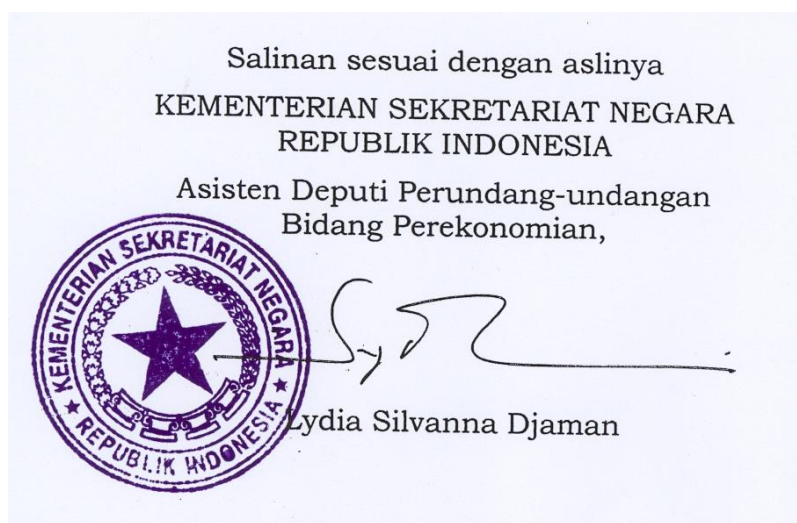 Salinan sesuai dengan aslinya
KEMENTERIAN SEKRETARIAT NEGARA
REPUBLIK INDONESIA
Asisten Deputi Perundang-undangan
Bidang Perekonomian,
KEMENTERIAN SEKRETARIAT NEGARA
REPUBLIK INDONESIA
Lydia Silvanna Djaman